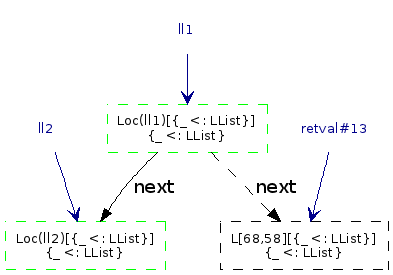 ll1
Loc(ll1)[{_ <: LList}]
{_ <: LList}
ll2
retval#13
next
next
Loc(ll2)[{_ <: LList}]
{_ <: LList}
L[68,58][{_ <: LList}]
{_ <: LList}